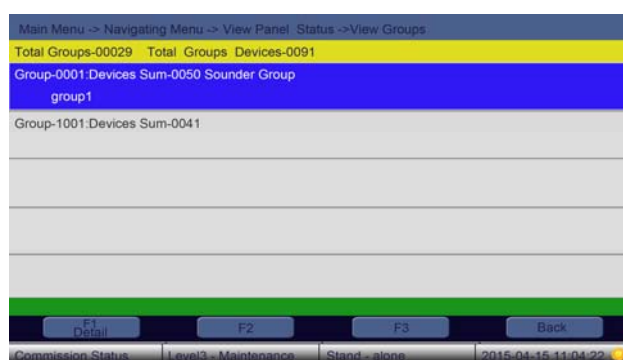 Main Menu -> Navigating Menu -> View Panel Status ->View Groups
Total Groups-00029 Total Groups Devices-0091
Group-0001:Devices Sum-0050 Sounder Group
group1
Group-1001:Devices Sum-0041
F1
Detail
F2
F3
Back
Commission Status
Level3 - Maintenance
Stand - alone
2015-04-15 11:04:22